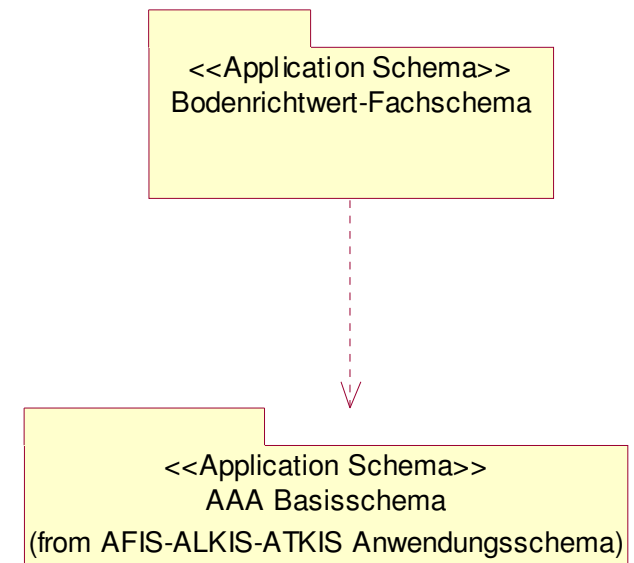 <<Application Schema>>
Bodenrichtwert-Fachschema
<<Application Schema>>
AAA Basisschema
(from AFIS-ALKIS-ATKIS Anwendungsschema)